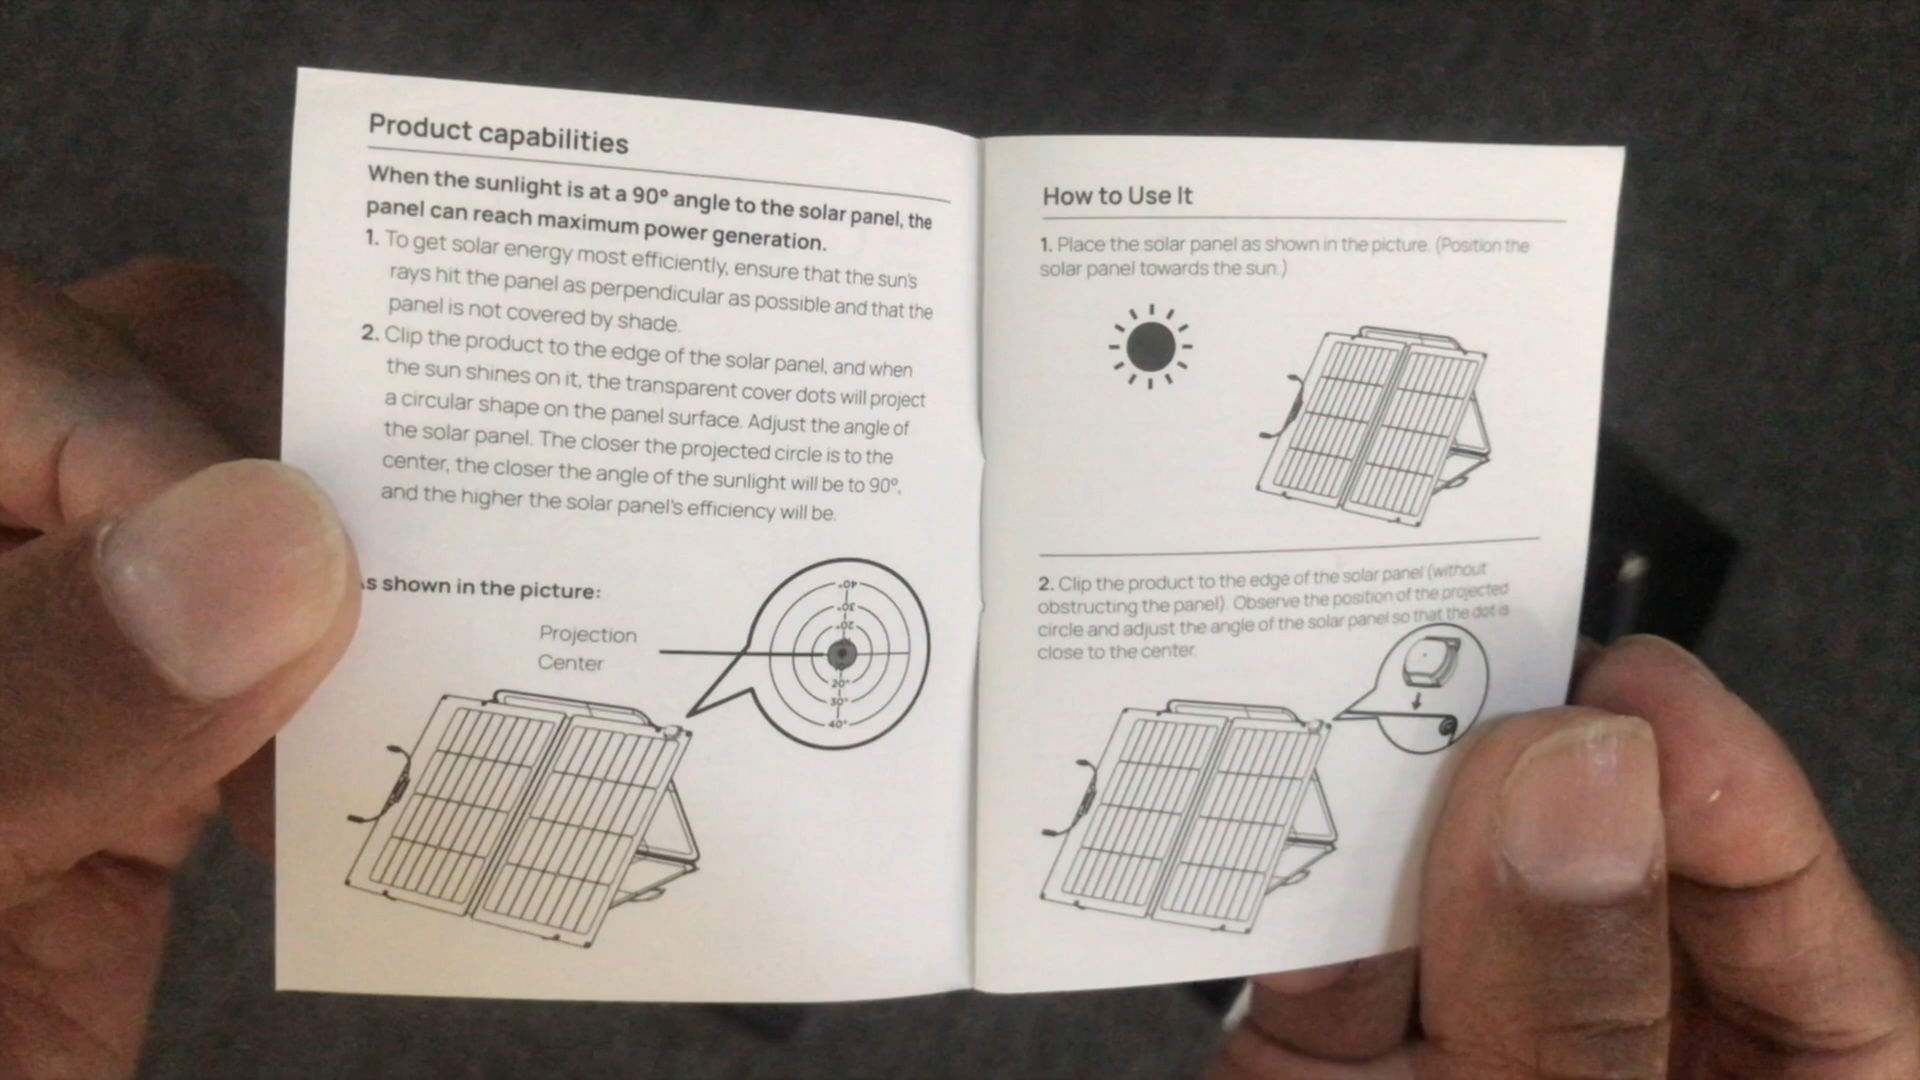 Product capabilities
When the sunlight is at a 90° angle to the solar panel, the
panel can reach maximum power generation.
1. To get solar energy most efficiently, ensure that the sun's
rays hit the panel as perpendicular as possible and that the
panel is not covered by shade.
2. Clip the product to the edge of the solar panel, and when
the sun shines on it, the transparent cover dots will project
a circular shape on the panel surface. Adjust the angle of
the solar panel. The closer the projected circle is to the
center, the closer the angle of the sunlight will be to 90°,
and the higher the solar panel's efficiency will be.
s shown in the picture:
Projection
Center
40°
30°
20°
20°
30°
40°
How to Use It
1. Place the solar panel as shown in the picture. (Position the
solar panel towards the sun.)
2. Clip the product to the edge of the solar panel (without
obstructing the panel). Observe the position of the projected
circle and adjust the angle of the solar panel so that the dot is
close to the center.